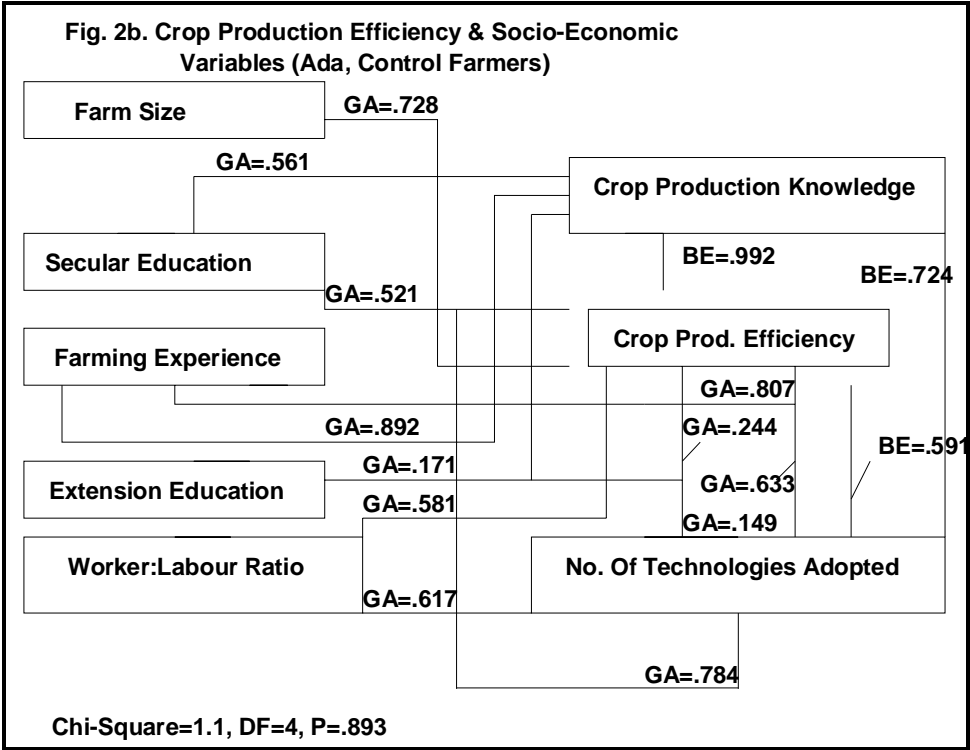 Fig. 2b. Crop Production Efficiency & Socio-Economic
Variables (Ada, Control Farmers)
Farm Size
GA=.728
GA=.561
Crop Production Knowledge
Secular Education
BE=.992
BE=.724
GA=.521
Crop Prod. Efficiency
Farming Experience
GA=.807
GA=.892
GA=.244
BE=.591
GA=.171
Extension Education
GA=.633
GA=.581
GA=.149
Worker:Labour Ratio
No. Of Technologies Adopted
GA=.617
GA=.784
Chi-Square=1.1, DF=4, P=.893